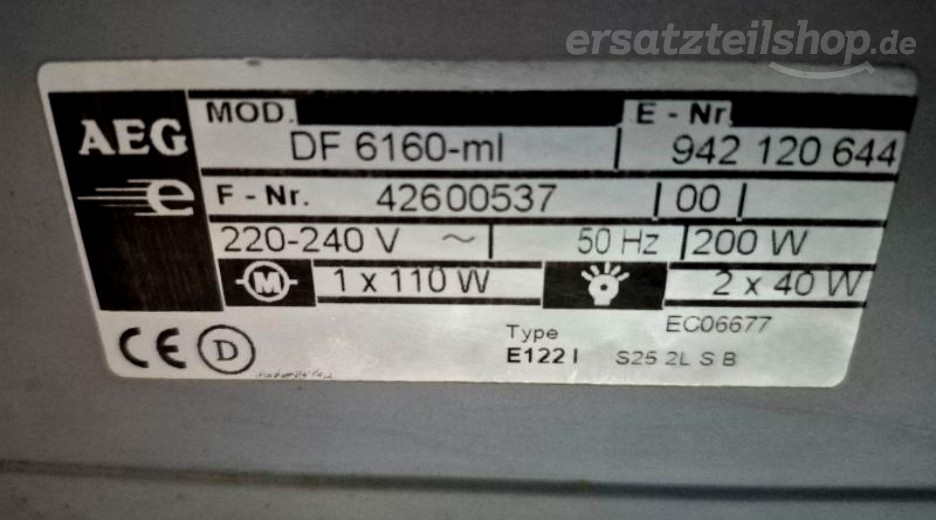 ersatzteilshop.de
AEG
e
MOD. E - Nr.
DF 6160-ml 942 120 644
F - Nr. 42600537 00
220-240 V ~ 50 Hz 200 W
M 1 x 110 W 2 x 40 W
CE D
Type EC06677
E122 I S25 2L S B